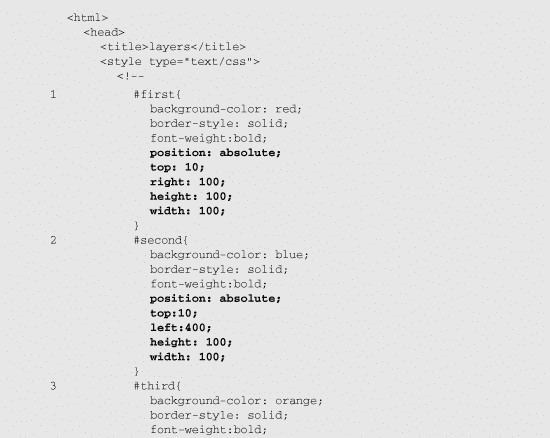 <html>
<head>
<title>layers</title>
<style type="text/css">
<!--
1 #first{
background-color: red;
border-style: solid;
font-weight:bold;
position: absolute;
top: 10;
right: 100;
height: 100;
width: 100;
}
2 #second{
background-color: blue;
border-style: solid;
font-weight:bold;
position: absolute;
top:10;
left:400;
height: 100;
width: 100;
}
3 #third{
background-color: orange;
border-style: solid;
font-weight:bold;